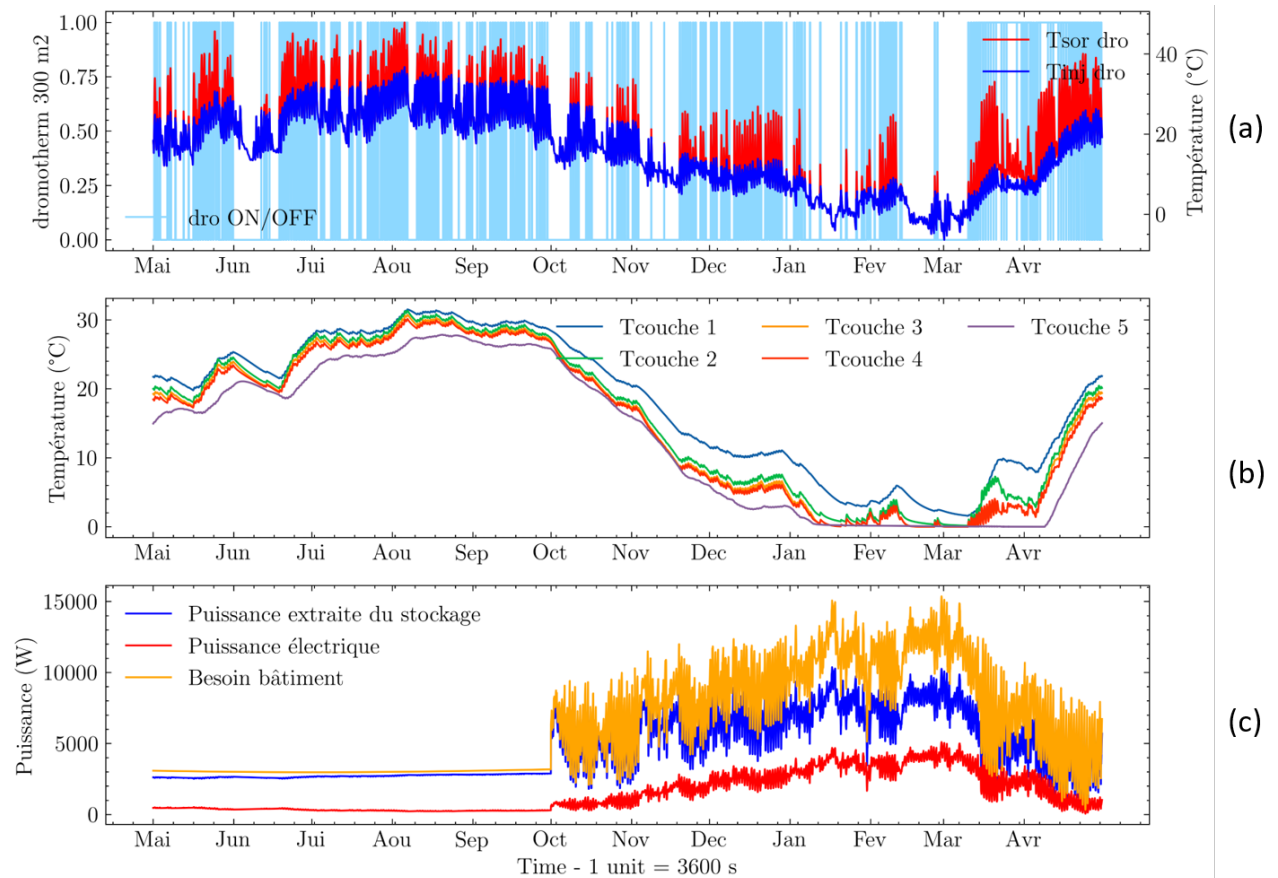 dromotherm 300 m2
1.00
0.75
0.50
0.25
0.00
Tsor dro
Tinj dro
dro ON/OFF
40
20
0
Température (°C)
(a)
Mai Jun Jui Aou Sep Oct Nov Dec Jan Fev Mar Avr
Température (°C)
30
20
10
0
Tcouche 1 Tcouche 3 Tcouche 5
Tcouche 2 Tcouche 4
(b)
Mai Jun Jui Aou Sep Oct Nov Dec Jan Fev Mar Avr
Puissance (W)
15000
10000
5000
0
Puissance extraite du stockage
Puissance électrique
Besoin bâtiment
(c)
Mai Jun Jui Aou Sep Oct Nov Dec Jan Fev Mar Avr
Time - 1 unit = 3600 s